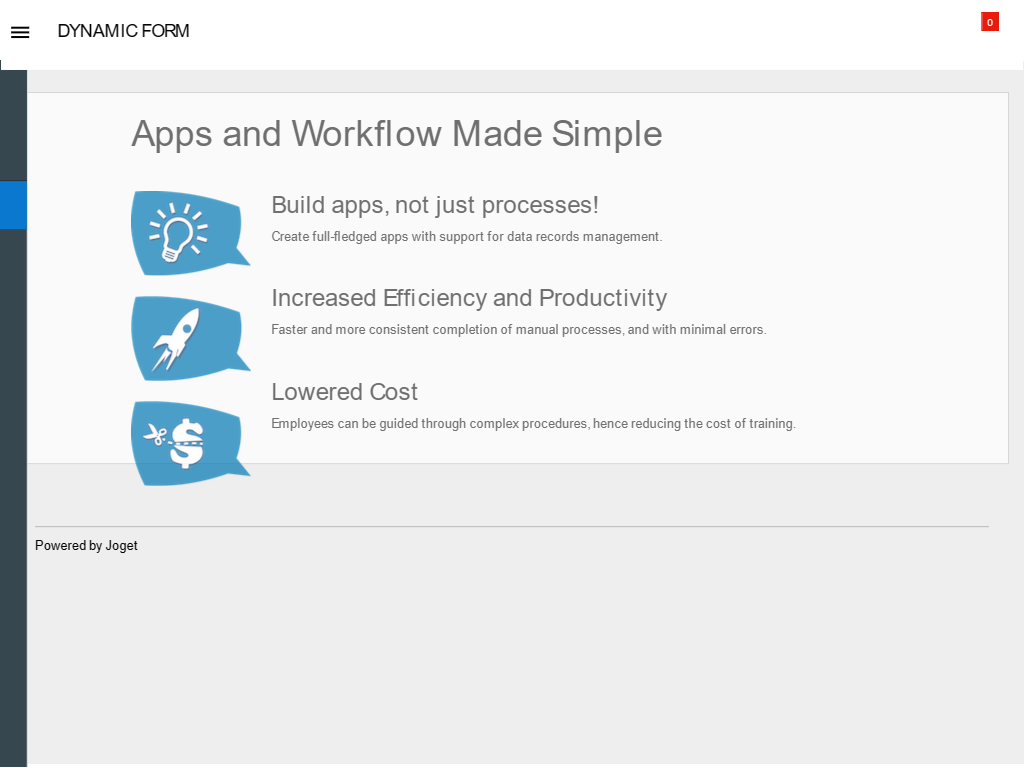 DYNAMIC FORM
0
Apps and Workflow Made Simple
Build apps, not just processes!
Create full-fledged apps with support for data records management.
Increased Efficiency and Productivity
Faster and more consistent completion of manual processes, and with minimal errors.
Lowered Cost
Employees can be guided through complex procedures, hence reducing the cost of training.
Powered by Joget